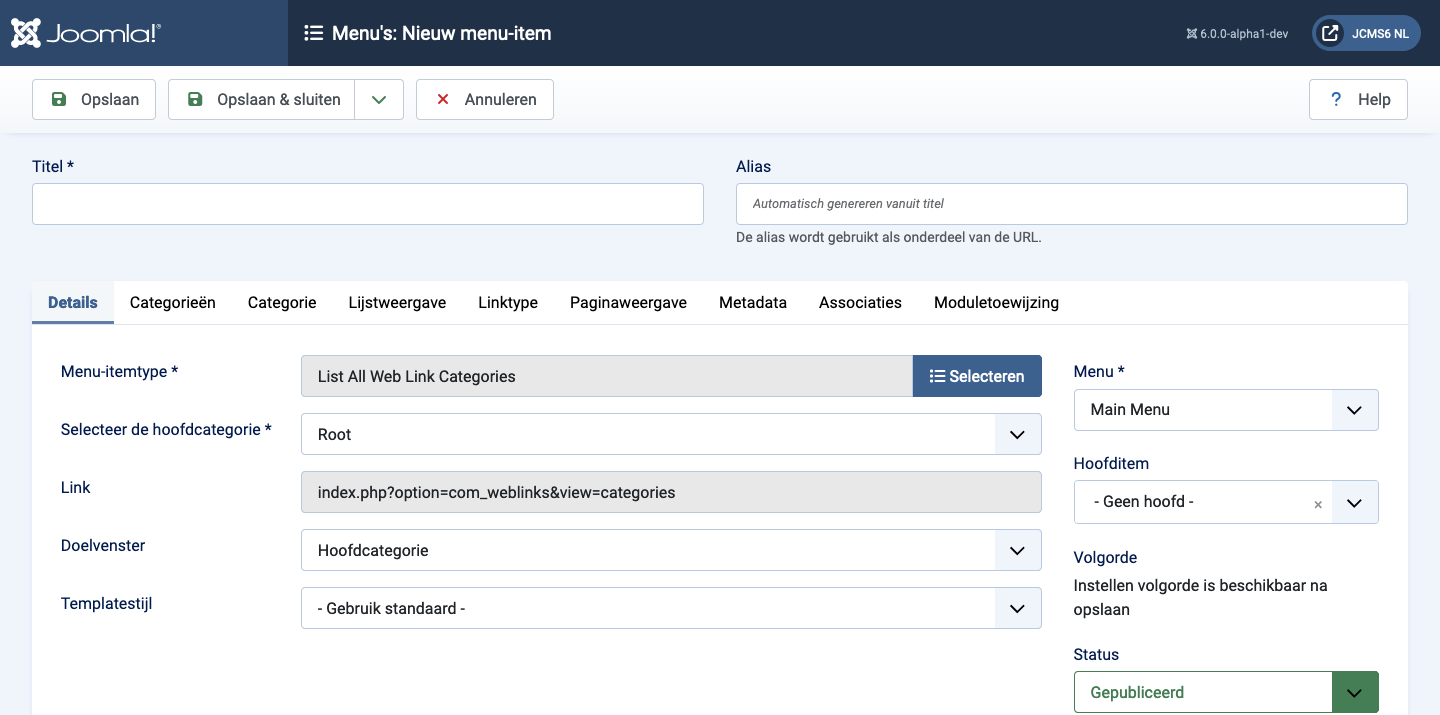 Joomla!®
Menu's: Nieuw menu-item
6.0.0-alpha1-dev
JCMS6 NL
Opslaan
Opslaan & sluiten
Annuleren
? Help
Titel *
Alias
Automatisch genereren vanuit titel
De alias wordt gebruikt als onderdeel van de URL.
Details Categorieën Categorie Lijstweergave Linktype Paginaweergave Metadata Associaties Moduletoewijzing
Menu-itemtype *
List All Web Link Categories
Selecteren
Selecteer de hoofdcategorie *
Root
Link
index.php?option=com_weblinks&view=categories
Doelvenster
Hoofdcategorie
Templatestijl
- Gebruik standaard -
Menu *
Main Menu
Hoofditem
- Geen hoofd - ×
Volgorde
Instellen volgorde is beschikbaar na
opslaan
Status
Gepubliceerd